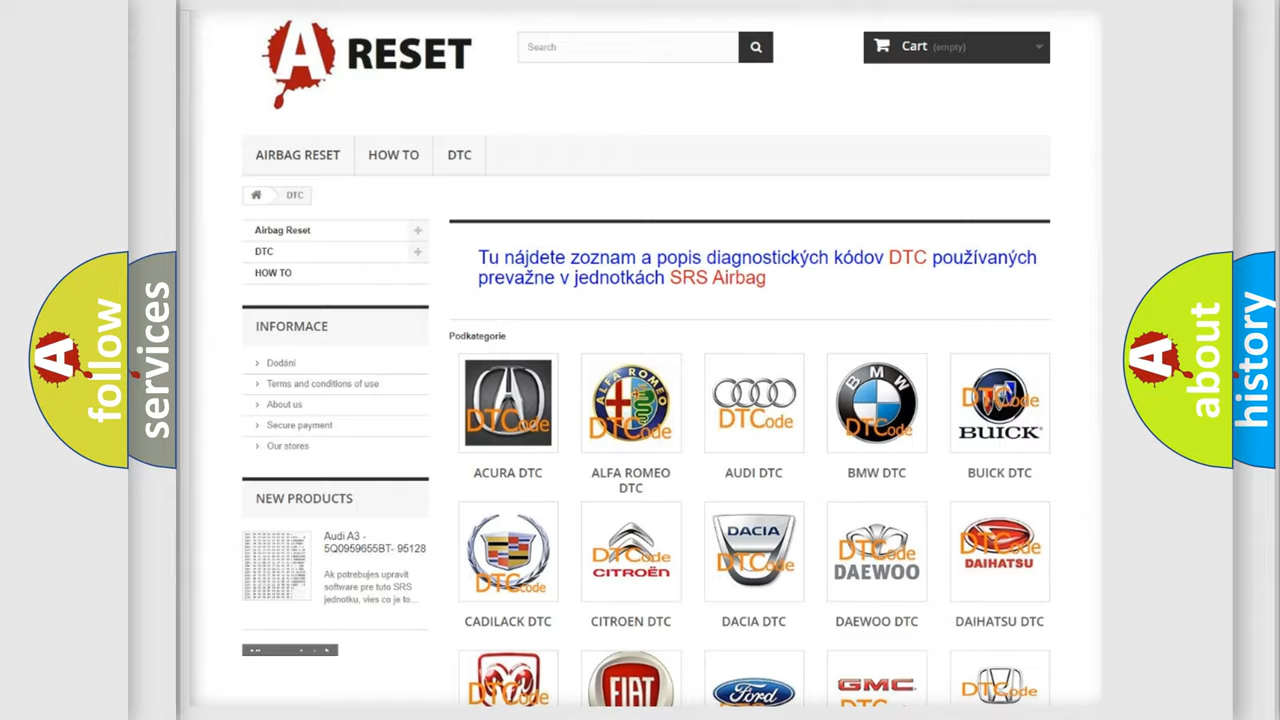 A RESET
Search
Cart (empty)
AIRBAG RESET
HOW TO
DTC
DTC
Airbag Reset
DTC
HOW TO
INFORMACE
Dodání
Terms and conditions of use
About us
Secure payment
Our stores
NEW PRODUCTS
Audi A3 -
5Q0959655BT- 95128
Ak potrebujes upravit
software pre tuto SRS
jednotku, vies co je to...
Tu nájdete zoznam a popis diagnostických kódov DTC používaných
prevažne v jednotkách SRS Airbag
Podkategorie
DTCode
ALFA ROMEO
DTCode
DTCode
BMW
DTCode
DTCode
BUICK
ACURA DTC
ALFA ROMEO
DTC
AUDI DTC
BMW DTC
BUICK DTC
DTCode
DTCode
CITROËN
DACIA
DTCode
DTCode
DAEWOO
DTCode
DAIHATSU
CADILACK DTC
CITROEN DTC
DACIA DTC
DAEWOO DTC
DAIHATSU DTC
DTCode
FIAT
Ford
GMC
DTCode
A follow
services
A about
history